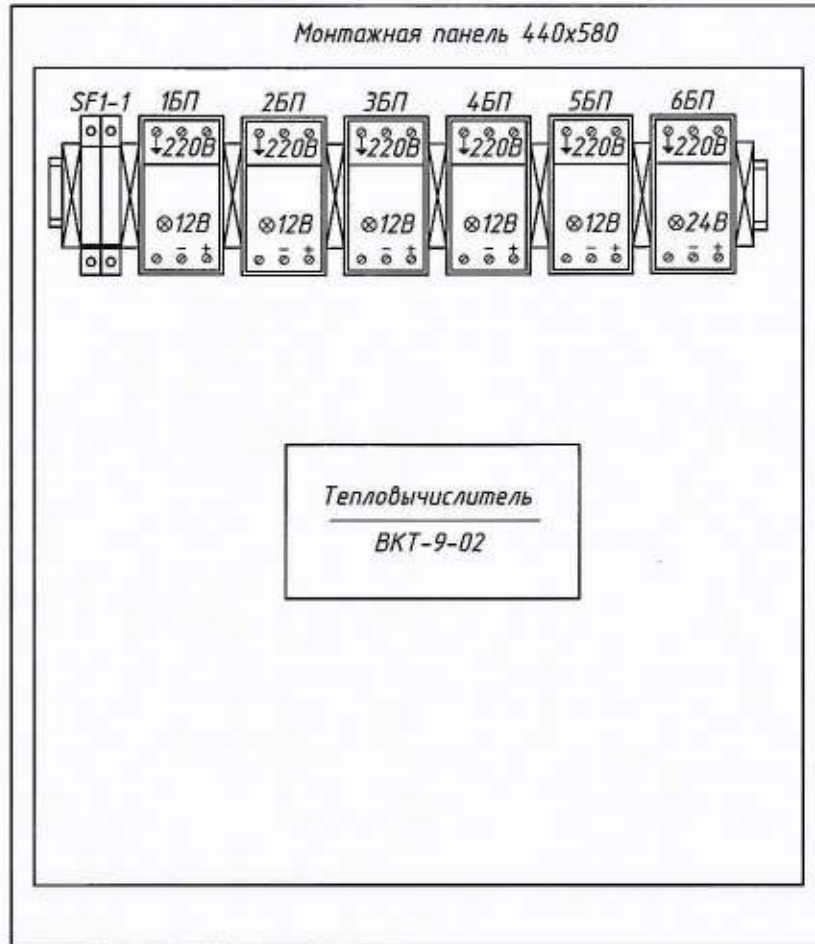 Монтажная панель 440х580
SF1-1 1БП 2БП 3БП 4БП 5БП 6БП
220В 220В 220В 220В 220В 220В
12В 12В 12В 12В 12В 24В
- + - + - + - + - + - +
Тепловычислитель
ВКТ-9-02